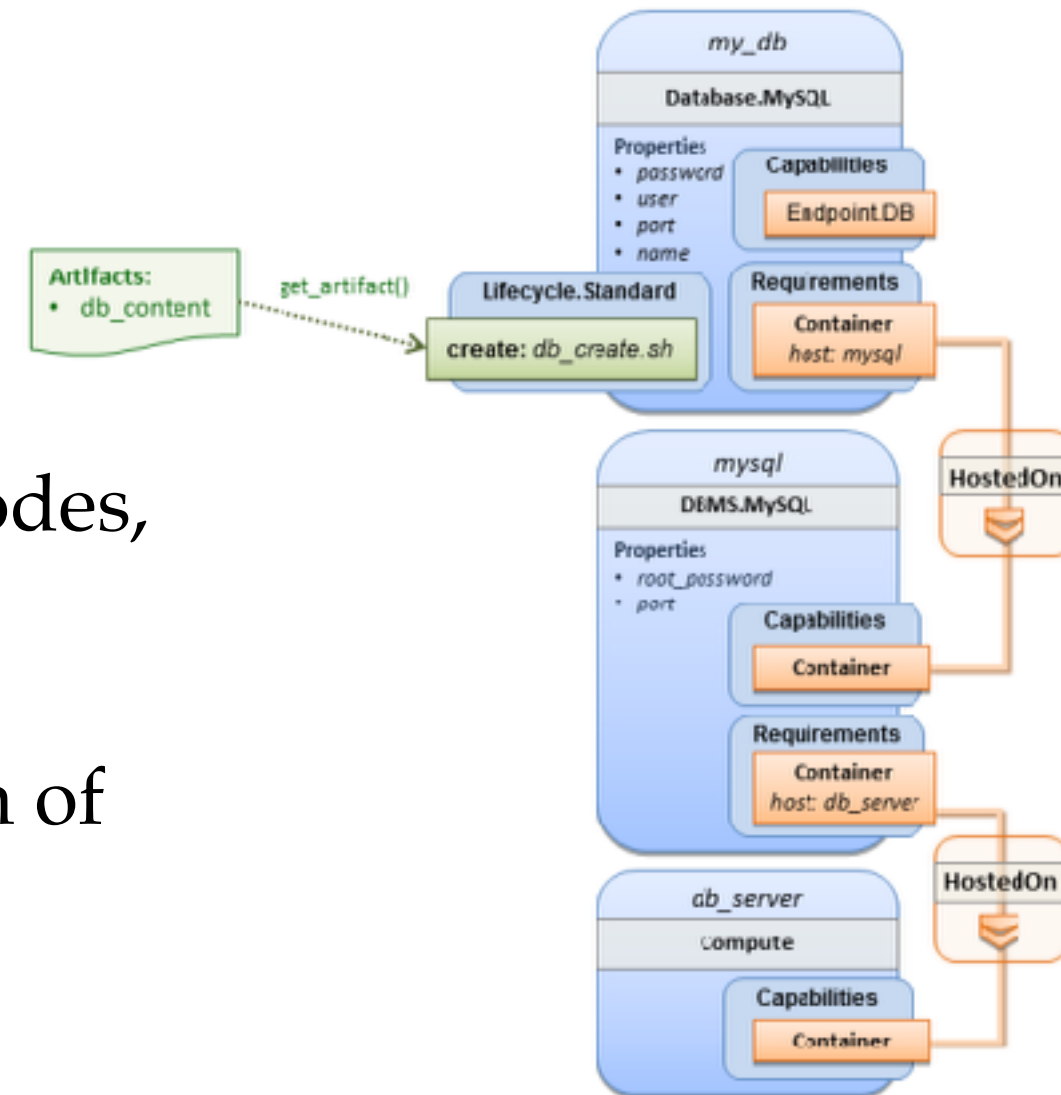 my_db
Database.MySQL
Properties
• password
• user
• port
• name
Capabilities
Endpoint.DB
Requirements
Container
host: mysql
Artifacts:
• db_content
get_artifact()
Lifecycle.Standard
create: db_create.sh
HostedOn
odes,
mysql
DBMS.MySQL
Properties
• root_password
• port
Capabilities
Container
Requirements
Container
host: db_server
n of
HostedOn
db_server
Compute
Capabilities
Container